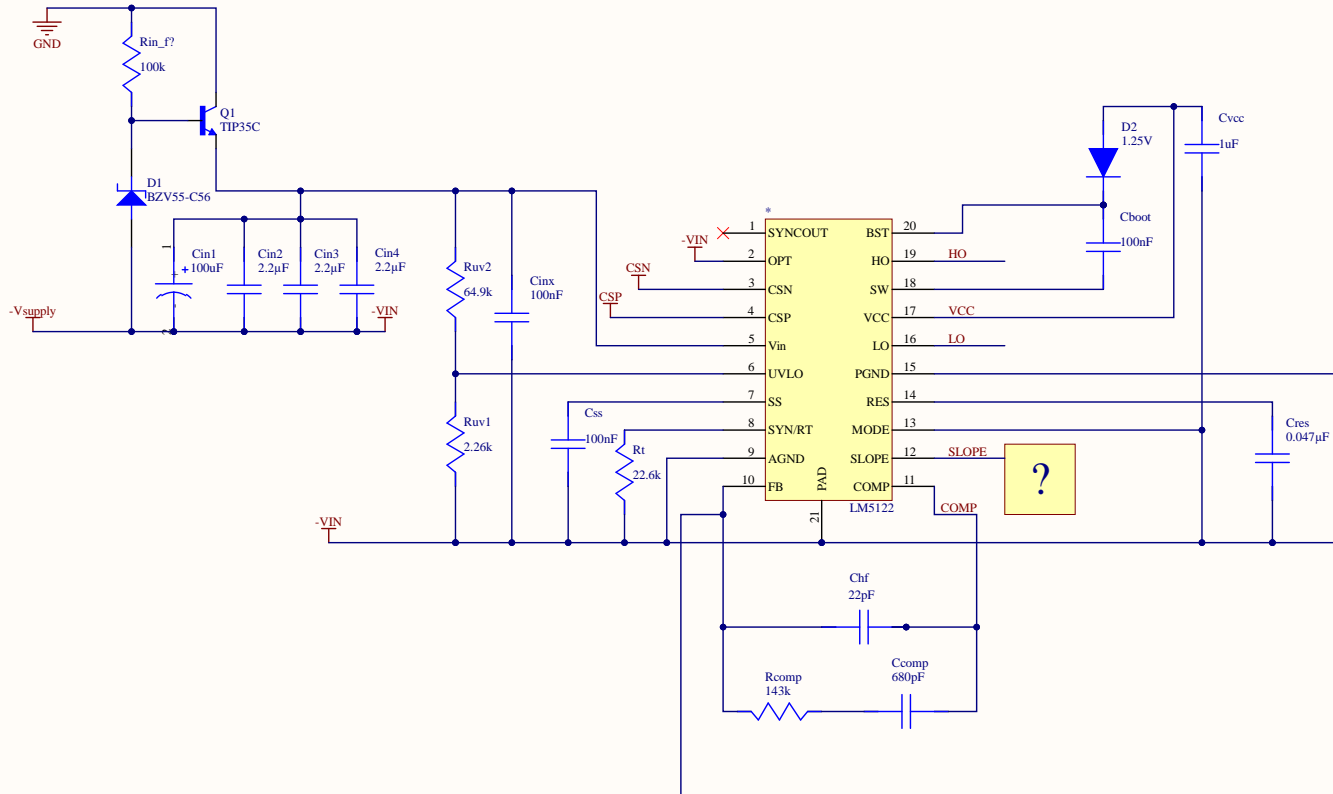 GND
Rin_f?
100k
Q1
TIP35C
D1
BZV55-C56
1
+
Cin1
100uF
2
Cin2
2.2µF
Cin3
2.2µF
Cin4
2.2µF
-Vsupply
-VIN
Ruv2
64.9k
Cinx
100nF
Ruv1
2.26k
-VIN
Css
100nF
Rt
22.6k
-VIN
CSN
CSP
*
1 SYNCOUT BST 20
2 OPT HO 19 HO
3 CSN SW 18
4 CSP VCC 17 VCC
5 Vin LO 16 LO
6 UVLO PGND 15
7 SS RES 14
8 SYN/RT MODE 13
9 AGND SLOPE 12 SLOPE
10 FB COMP 11
PAD
21
LM5122
COMP
?
D2
1.25V
Cvcc
1uF
Cboot
100nF
Cres
0.047µF
Chf
22pF
Rcomp
143k
Ccomp
680pF